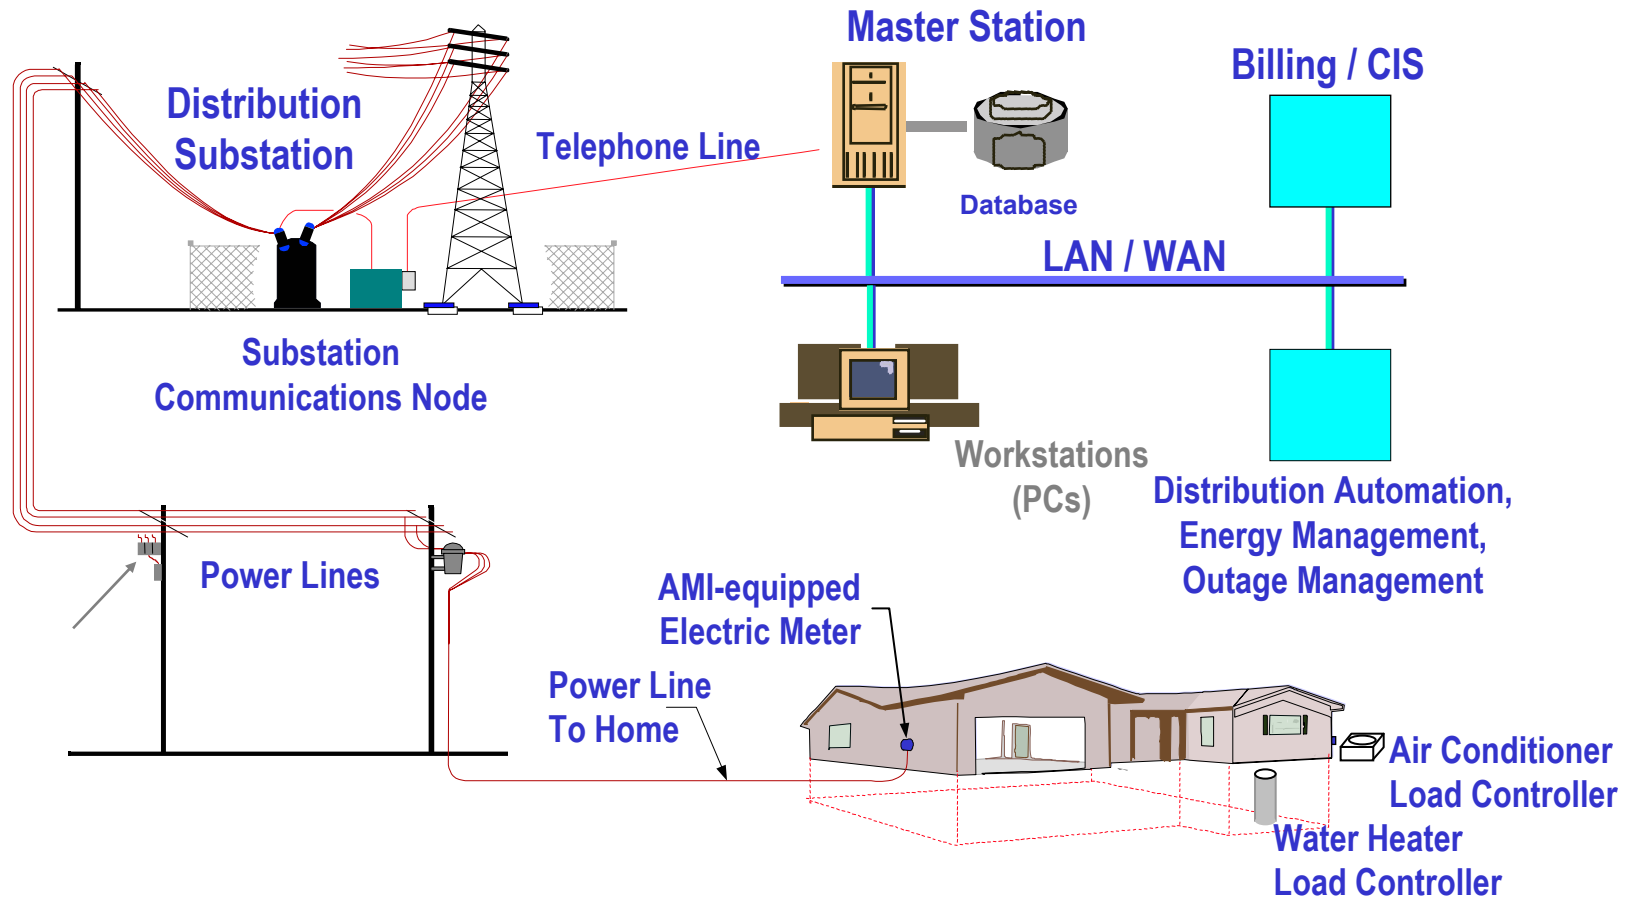 Master Station
Billing / CIS
Distribution
Substation
Telephone Line
Database
LAN / WAN
Substation
Communications Node
Workstations
(PCs)
Distribution Automation,
Energy Management,
Outage Management
Power Lines
AMI-equipped
Electric Meter
Power Line
To Home
Air Conditioner
Load Controller
Water Heater
Load Controller